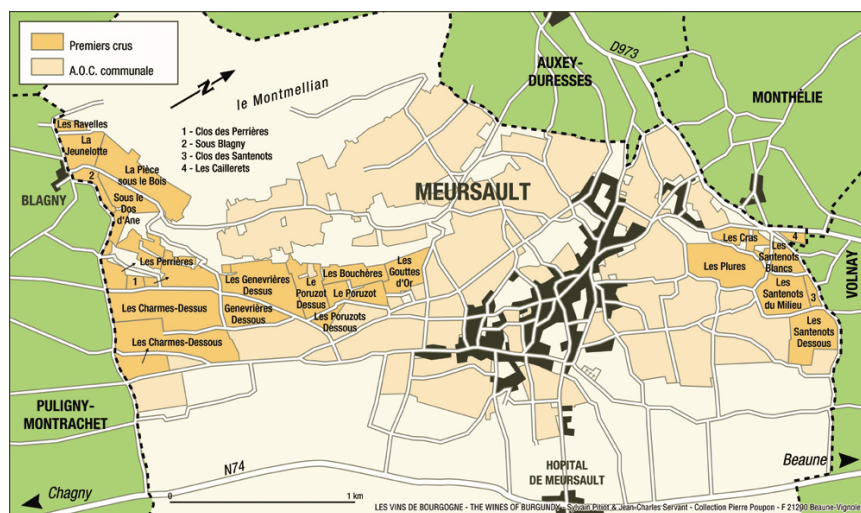 Premiers crus
A.O.C. communale
N
le Montmellian
D973
AUXEY-
DURESSES
MONTHÉLIE
1 - Clos des Perrières
2 - Sous Blagny
3 - Clos des Santenots
4 - Les Caillerets
Les Ravelles
La
Jeunelotte
La Pièce
sous le Bois
2
BLAGNY
Sous le
Dos
d'Ane
MEURSAULT
Les Perrières
1
Les Genevrières
Dessus
Genevrières
Dessous
Le
Poruzot
Dessus
Les Bouchères
Le Poruzot
Les Poruzots
Dessous
Les
Gouttes
d'Or
Les Charmes-Dessus
Les Charmes-Dessous
Les Cras
4
Les
Santenots
Blancs
Les Plures
Les
Santenots
du Milieu
3
Les
Santenots
Dessous
VOLNAY
PULIGNY-
MONTRACHET
N74
Chagny
Beaune
HOPITAL
DE MEURSAULT
0
1 km
LES VINS DE BOURGOGNE - THE WINES OF BURGUNDY - Sylvain Pitiot & Jean-Charles Servant - Collection Pierre Poupon - F 21200 Beaune-Vignoles